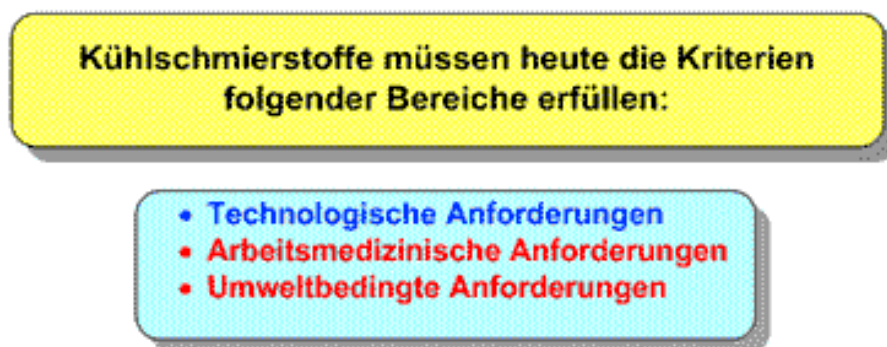 Kühlschmierstoffe müssen heute die Kriterien
folgender Bereiche erfüllen:
• Technologische Anforderungen
• Arbeitsmedizinische Anforderungen
• Umweltbedingte Anforderungen